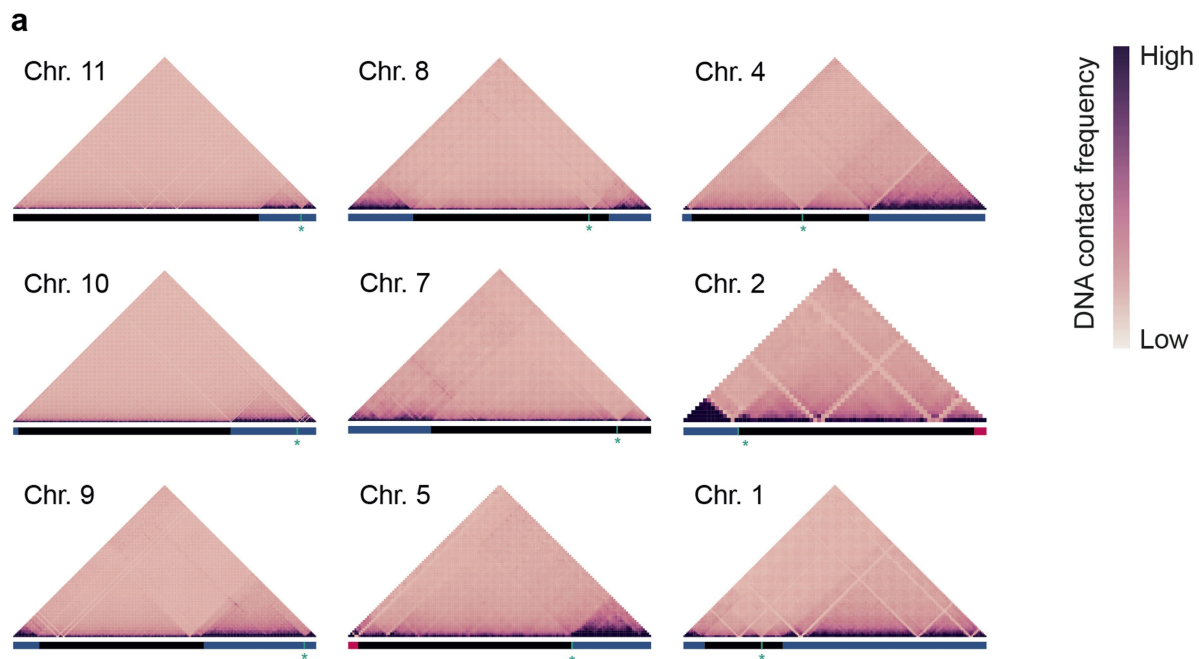 a
Chr. 11
Chr. 8
Chr. 4
High
DNA contact frequency
Low
*
*
*
Chr. 10
Chr. 7
Chr. 2
*
*
*
Chr. 9
Chr. 5
Chr. 1
*
*
*